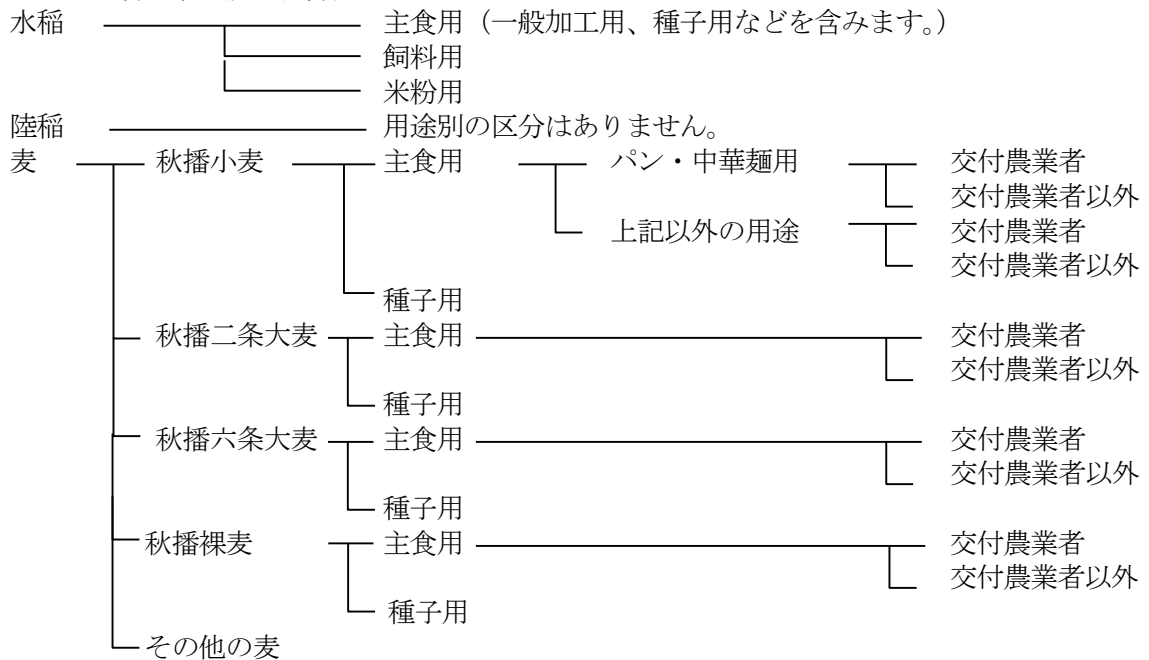 水稲 主食用（一般加工用、種子用などを含みます。）
飼料用
米粉用
陸稲 用途別の区分はありません。
麦 秋播小麦 主食用 パン・中華麺用 交付農業者
交付農業者以外
上記以外の用途 交付農業者
交付農業者以外
種子用
秋播二条大麦 主食用 交付農業者
交付農業者以外
種子用
秋播六条大麦 主食用 交付農業者
交付農業者以外
種子用
秋播裸麦 主食用 交付農業者
交付農業者以外
種子用
その他の麦